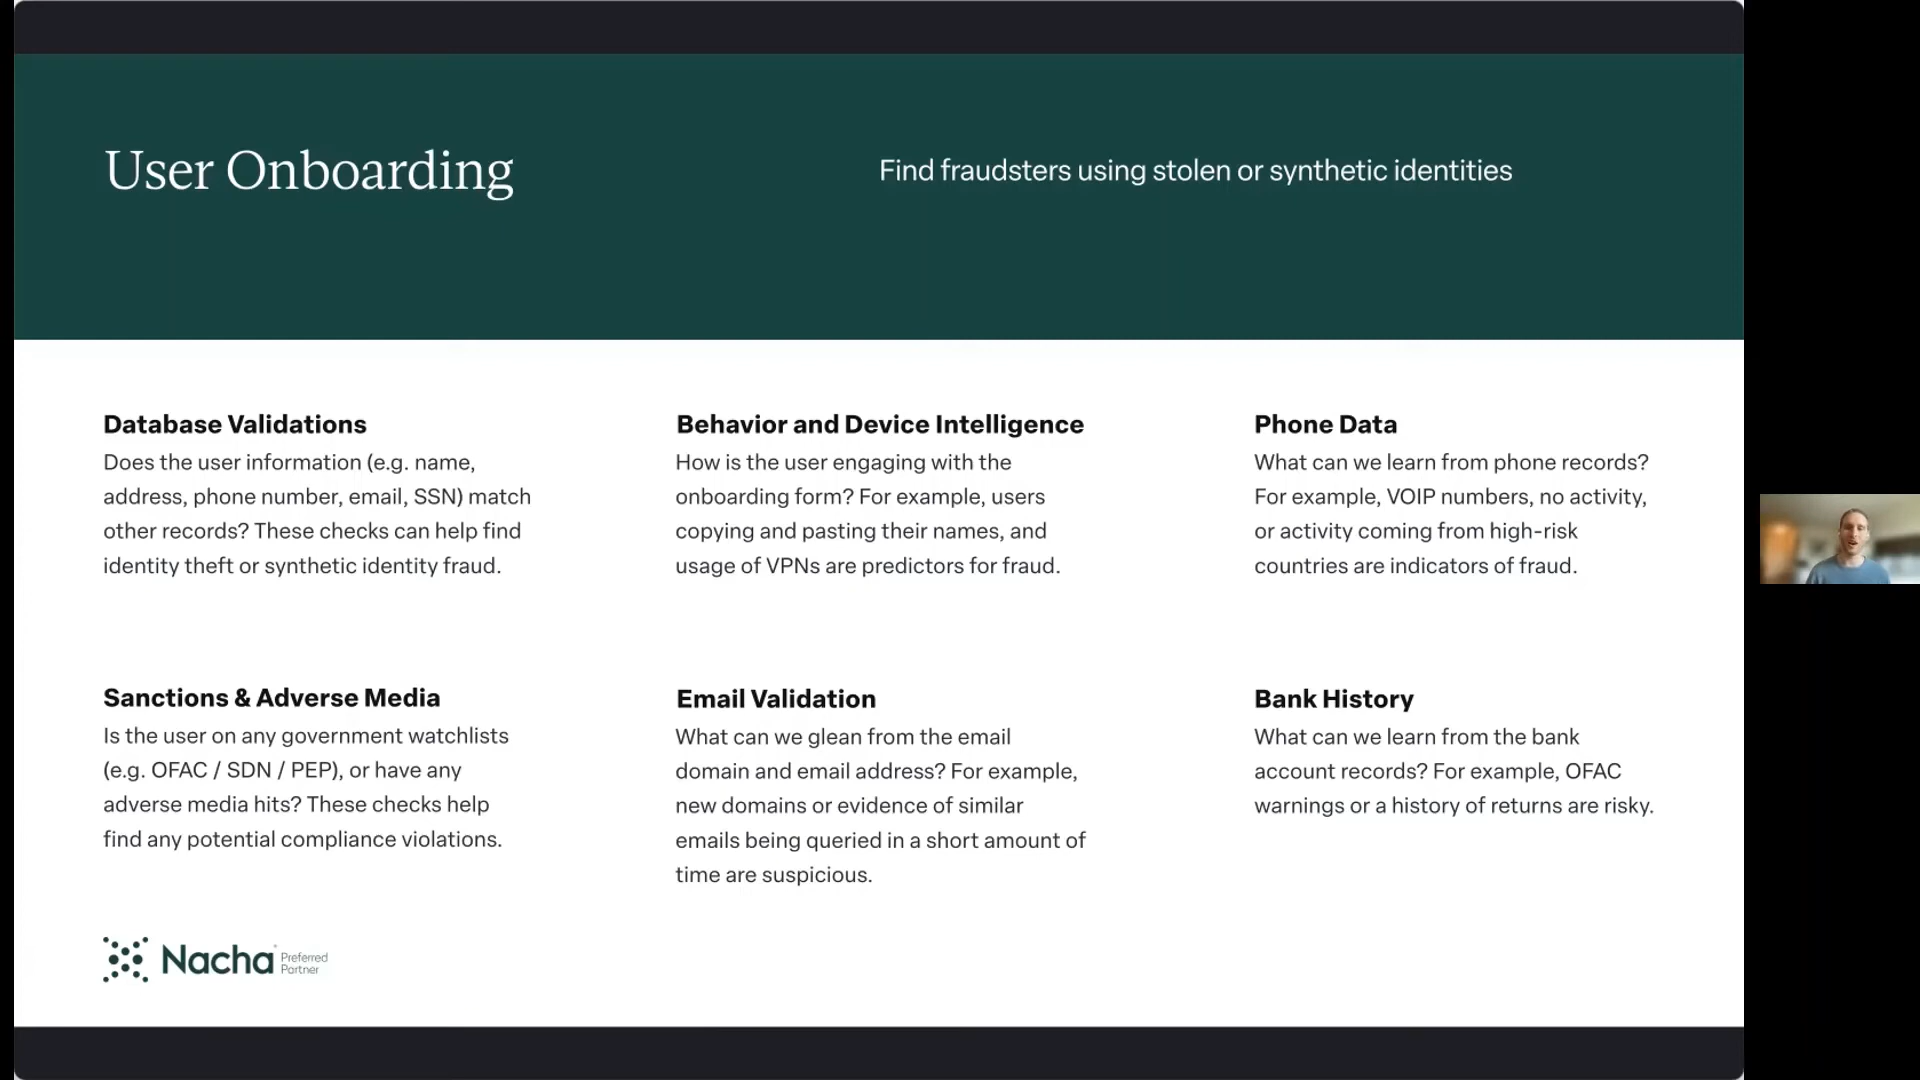 User Onboarding
Find fraudsters using stolen or synthetic identities
Database Validations
Does the user information (e.g. name,
address, phone number, email, SSN) match
other records? These checks can help find
identity theft or synthetic identity fraud.
Behavior and Device Intelligence
How is the user engaging with the
onboarding form? For example, users
copying and pasting their names, and
usage of VPNs are predictors for fraud.
Phone Data
What can we learn from phone records?
For example, VOIP numbers, no activity,
or activity coming from high-risk
countries are indicators of fraud.
Sanctions & Adverse Media
Is the user on any government watchlists
(e.g. OFAC / SDN / PEP), or have any
adverse media hits? These checks help
find any potential compliance violations.
Email Validation
What can we glean from the email
domain and email address? For example,
new domains or evidence of similar
emails being queried in a short amount of
time are suspicious.
Bank History
What can we learn from the bank
account records? For example, OFAC
warnings or a history of returns are risky.
Nacha
Preferred
Partner